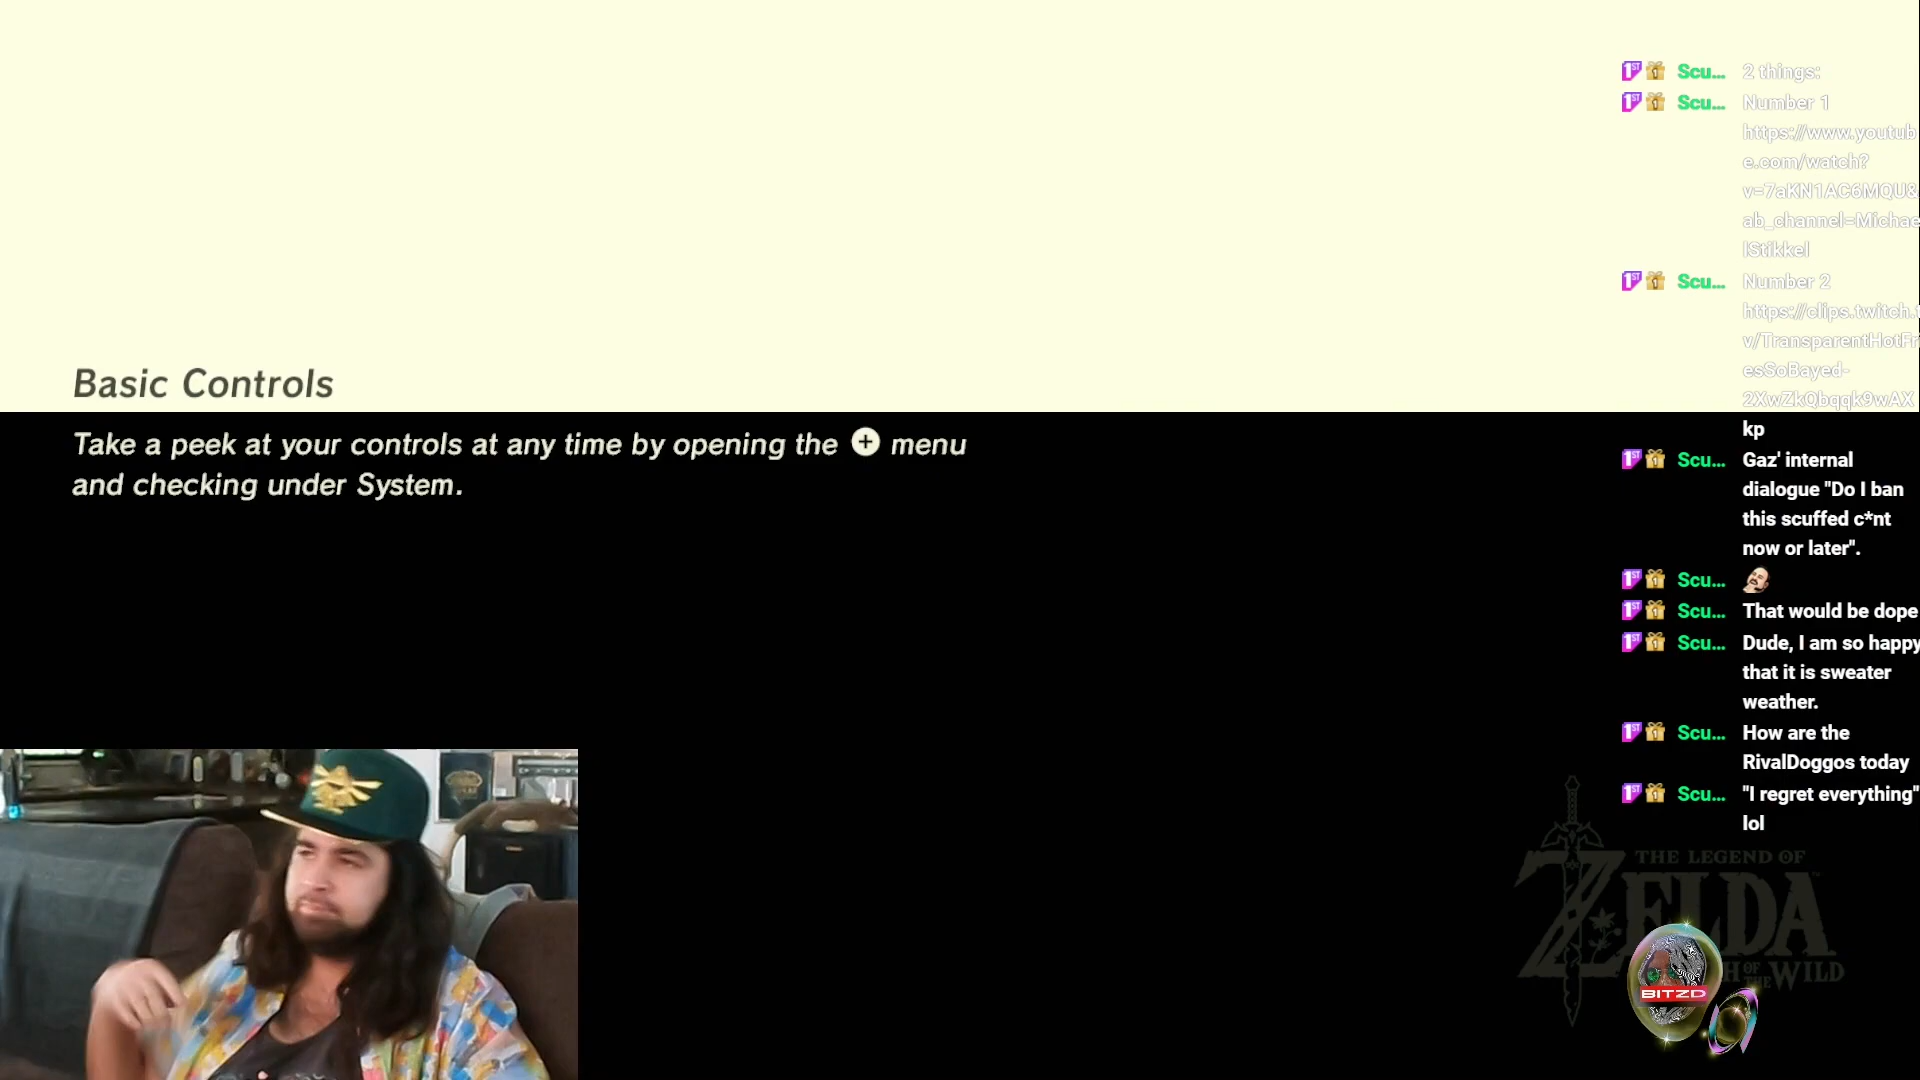 Scu... 2 things:
Scu... Number 1
https://www.youtub
e.com/watch?
v=7aKN1AC6MQU&
ab_channel=Michae
lStikkel
Scu... Number 2
https://clips.twitch.t
v/TransparentHotFri
esSoBayed-
2XwZkQbqqk9wAX
kp
Basic Controls
Take a peek at your controls at any time by opening the + menu
and checking under System.
Scu... Gaz' internal
dialogue "Do I ban
this scuffed c*nt
now or later".
Scu...
Scu... That would be dope
Scu... Dude, I am so happy
that it is sweater
weather.
Scu... How are the
RivalDoggos today
Scu... "I regret everything"
lol
THE LEGEND OF
ZELDA
OF THE WILD
BITZD